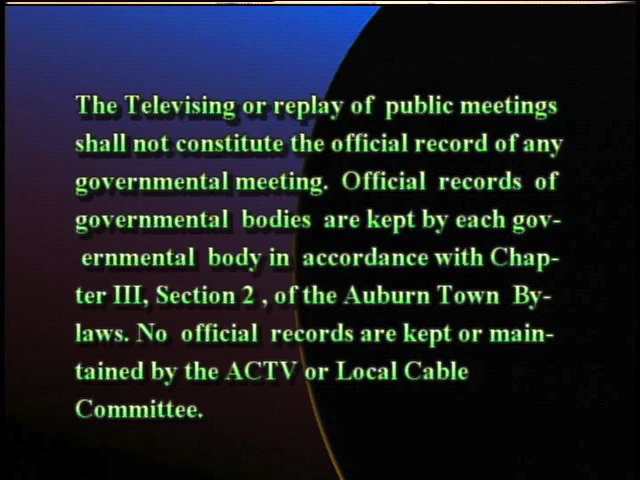 The Televising or replay of public meetings
shall not constitute the official record of any
governmental meeting. Official records of
governmental bodies are kept by each gov-
ernmental body in accordance with Chap-
ter III, Section 2 , of the Auburn Town By-
laws. No official records are kept or main-
tained by the ACTV or Local Cable
Committee.